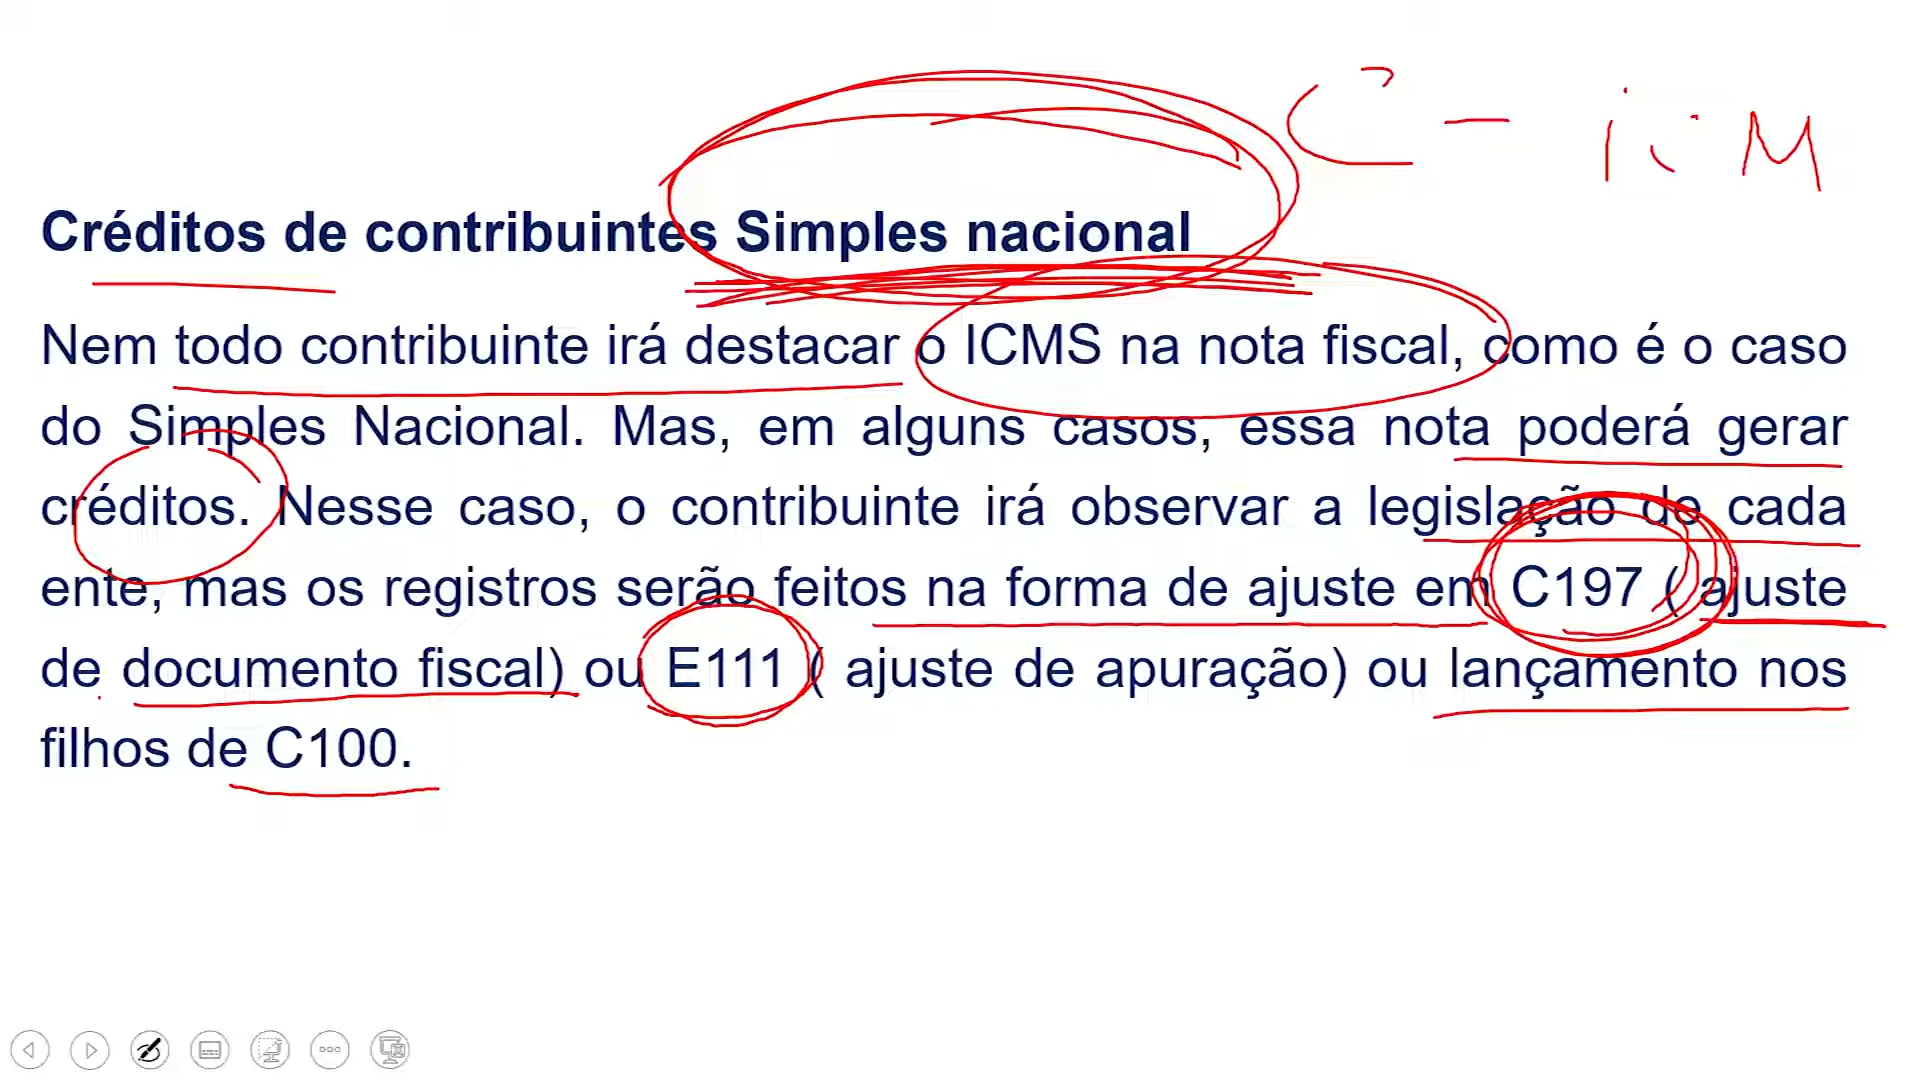 C - iCM
Créditos de contribuintes Simples nacional
Nem todo contribuinte irá destacar o ICMS na nota fiscal, como é o caso
do Simples Nacional. Mas, em alguns casos, essa nota poderá gerar
créditos. Nesse caso, o contribuinte irá observar a legislação de cada
ente, mas os registros serão feitos na forma de ajuste em C197 ( ajuste
de documento fiscal) ou E111 ( ajuste de apuração) ou lançamento nos
filhos de C100.